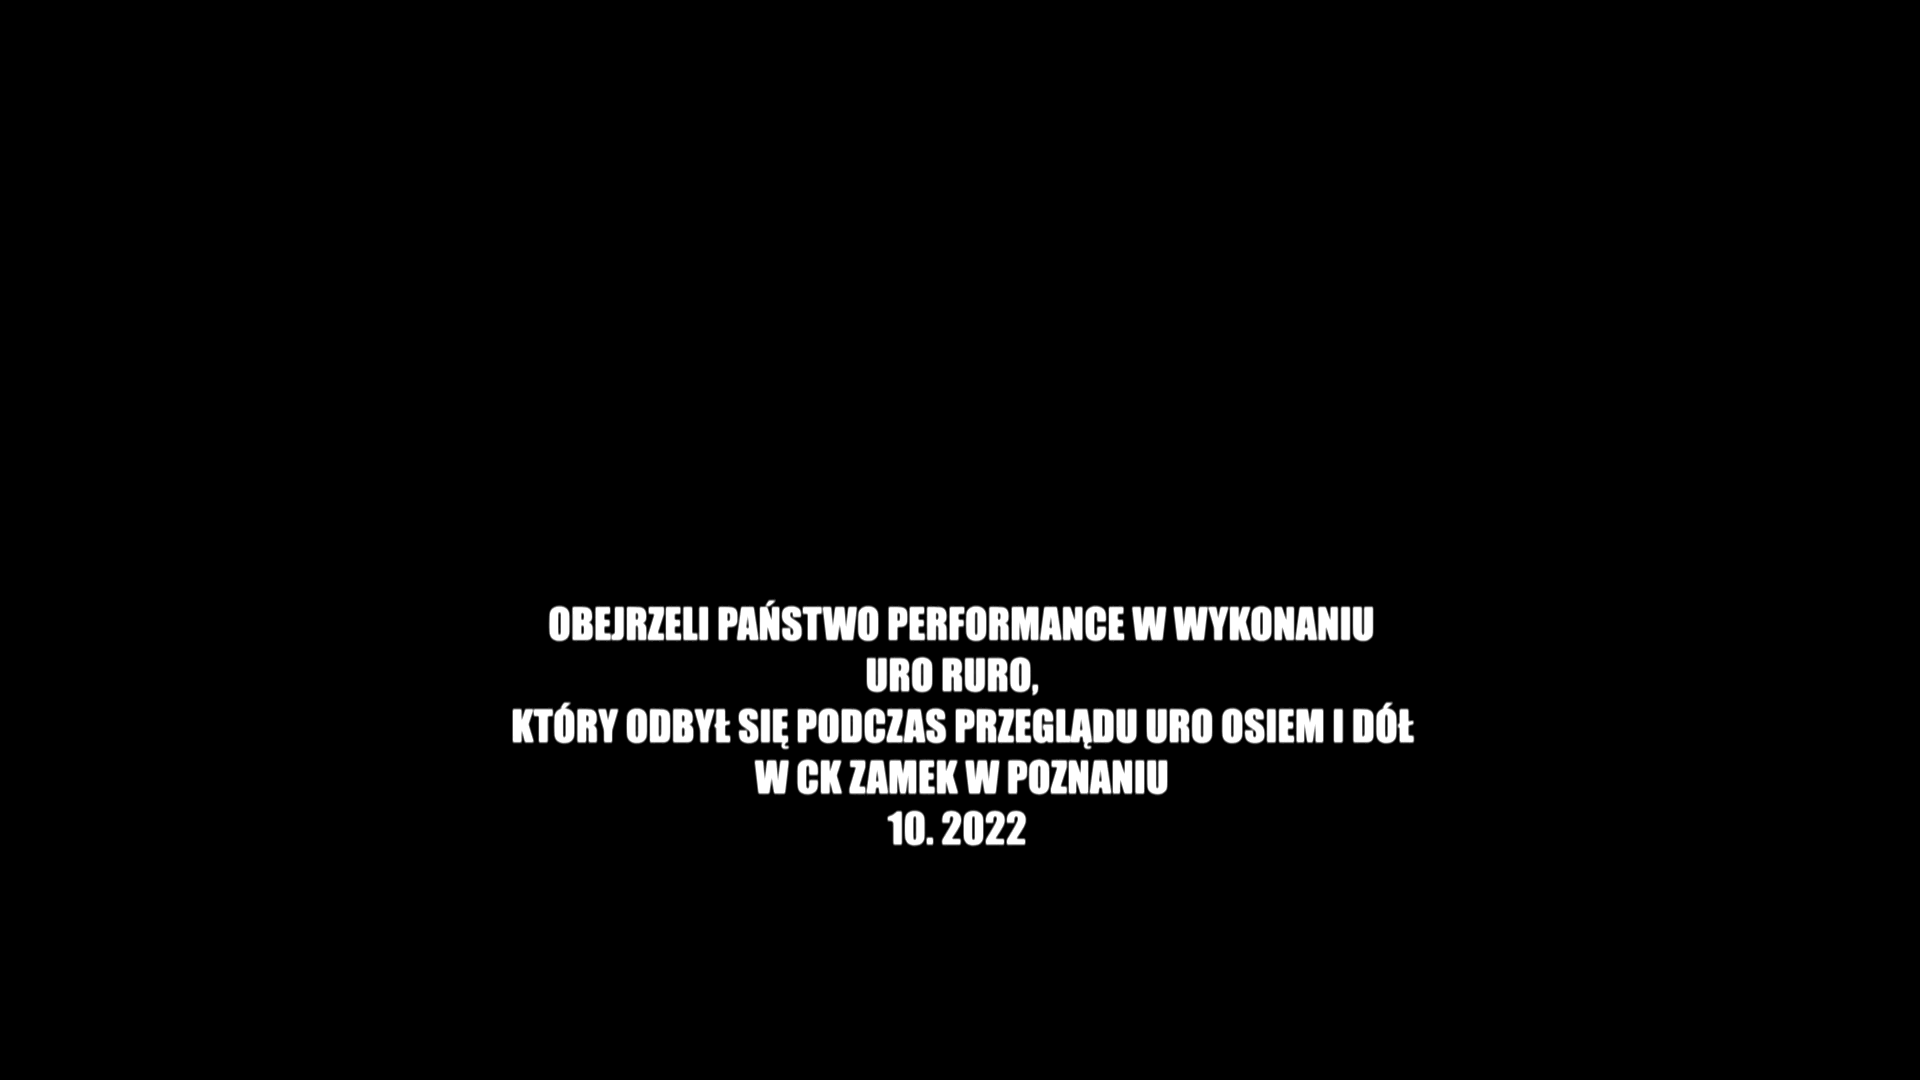 OBEJRZELI PAŃSTWO PERFORMANCE W WYKONANIU
URO RURO,
KTÓRY ODBYŁ SIĘ PODCZAS PRZEGLĄDU URO OSIEM I DÓŁ
W CK ZAMEK W POZNANIU
10. 2022